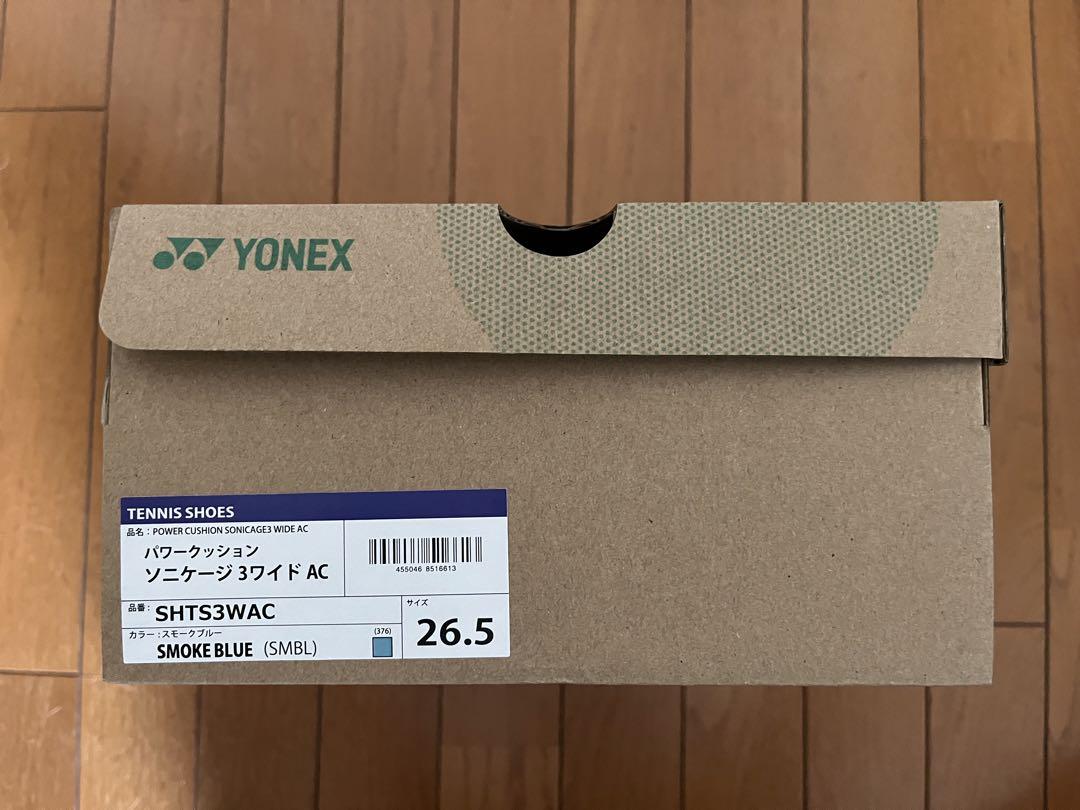 YONEX
TENNIS SHOES
品名：POWER CUSHION SONICAGE3 WIDE AC
パワークッション
ソニケージ 3ワイド AC
455046 8516613
品番：SHTS3WAC
サイズ
26.5
カラー：スモークブルー
(376)
SMOKE BLUE (SMBL)